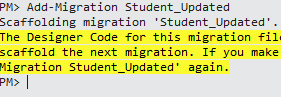 PM> Add-Migration Student_Updated
Scaffolding migration 'Student_Updated'.
The Designer Code for this migration fil
scaffold the next migration. If you make
Migration Student_Updated' again.
PM>